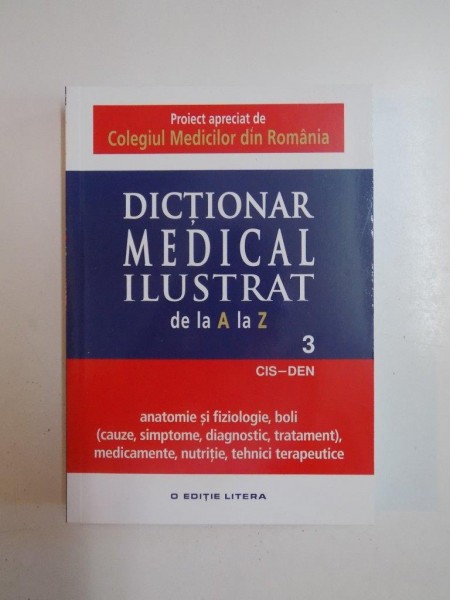 Proiect apreciat de
Colegiul Medicilor din România
DICȚIONAR
MEDICAL
ILUSTRAT
de la A la Z
3
CIS–DEN
anatomie și fiziologie, boli
(cauze, simptome, diagnostic, tratament),
medicamente, nutriție, tehnici terapeutice
O EDIȚIE LITERA